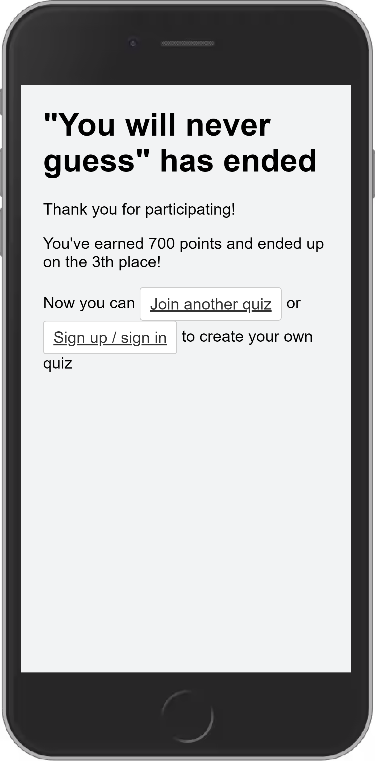 "You will never
guess" has ended
Thank you for participating!
You've earned 700 points and ended up
on the 3th place!
Now you can Join another quiz or
Sign up / sign in to create your own
quiz